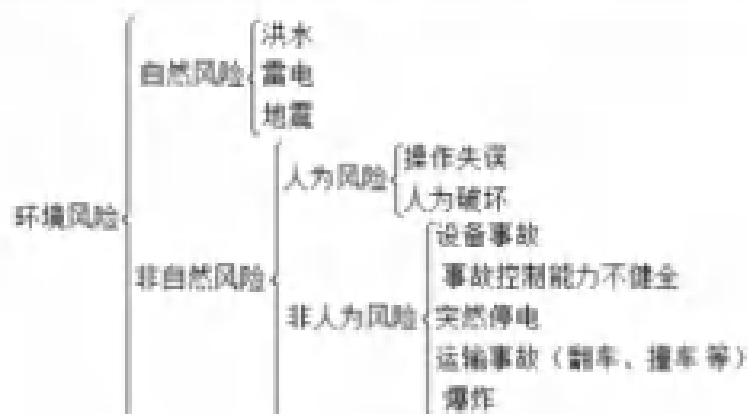 洪水
自然风险
雷电
地震
操作失误
人为风险
人为破坏
环境风险
设备事故
非自然风险
事故控制能力不健全
非人为风险
突然停电
运输事故（翻车、撞车 等）
爆炸